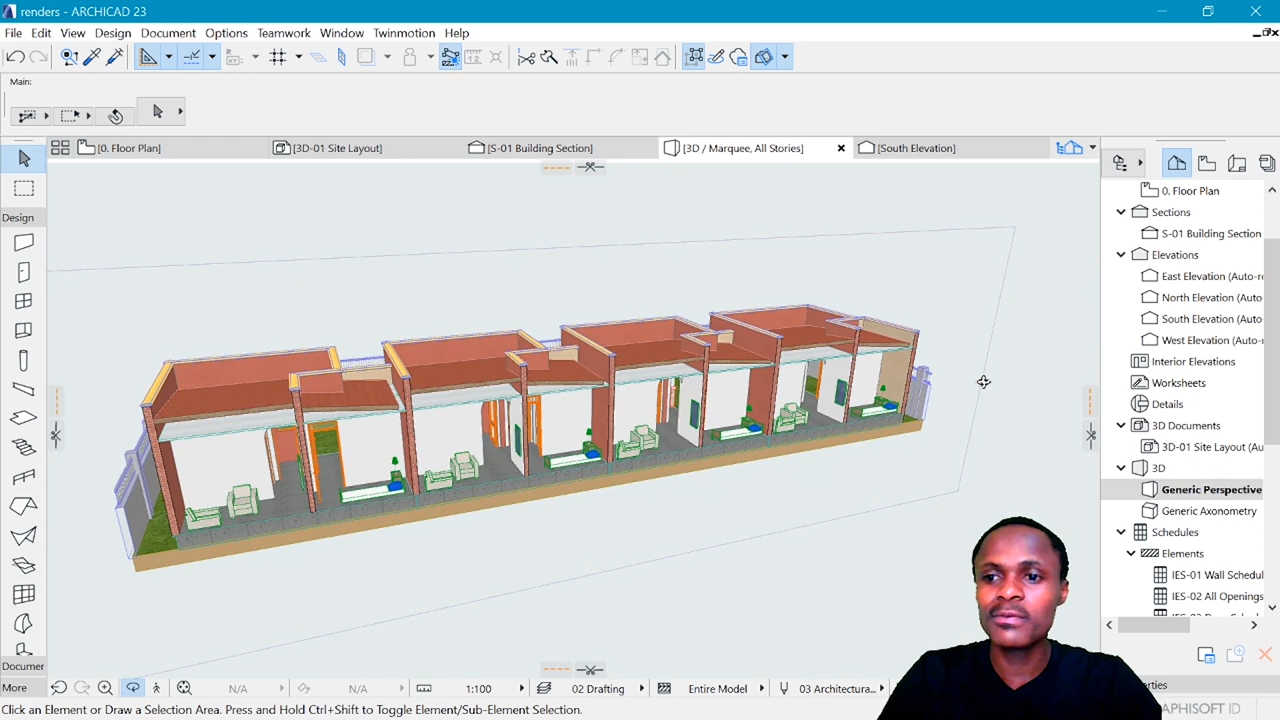 renders - ARCHICAD 23
File Edit View Design Document Options Teamwork Window Twinmotion Help
Main:
[0. Floor Plan]
[3D-01 Site Layout]
[S-01 Building Section]
[3D / Marquee, All Stories]
[South Elevation]
Design
0. Floor Plan
Sections
S-01 Building Section
Elevations
East Elevation (Auto-r
North Elevation (Auto
South Elevation (Auto
West Elevation (Auto-
Interior Elevations
Worksheets
Details
3D Documents
3D-01 Site Layout (Au
3D
Generic Perspective
Generic Axonometry
Schedules
Elements
IES-01 Wall Schedul
IES-02 All Openings
Documen
More
N/A
N/A
1:100
02 Drafting
Entire Model
03 Architectura...
operties
Click an Element or Draw a Selection Area. Press and Hold Ctrl+Shift to Toggle Element/Sub-Element Selection.
APHISOFT ID